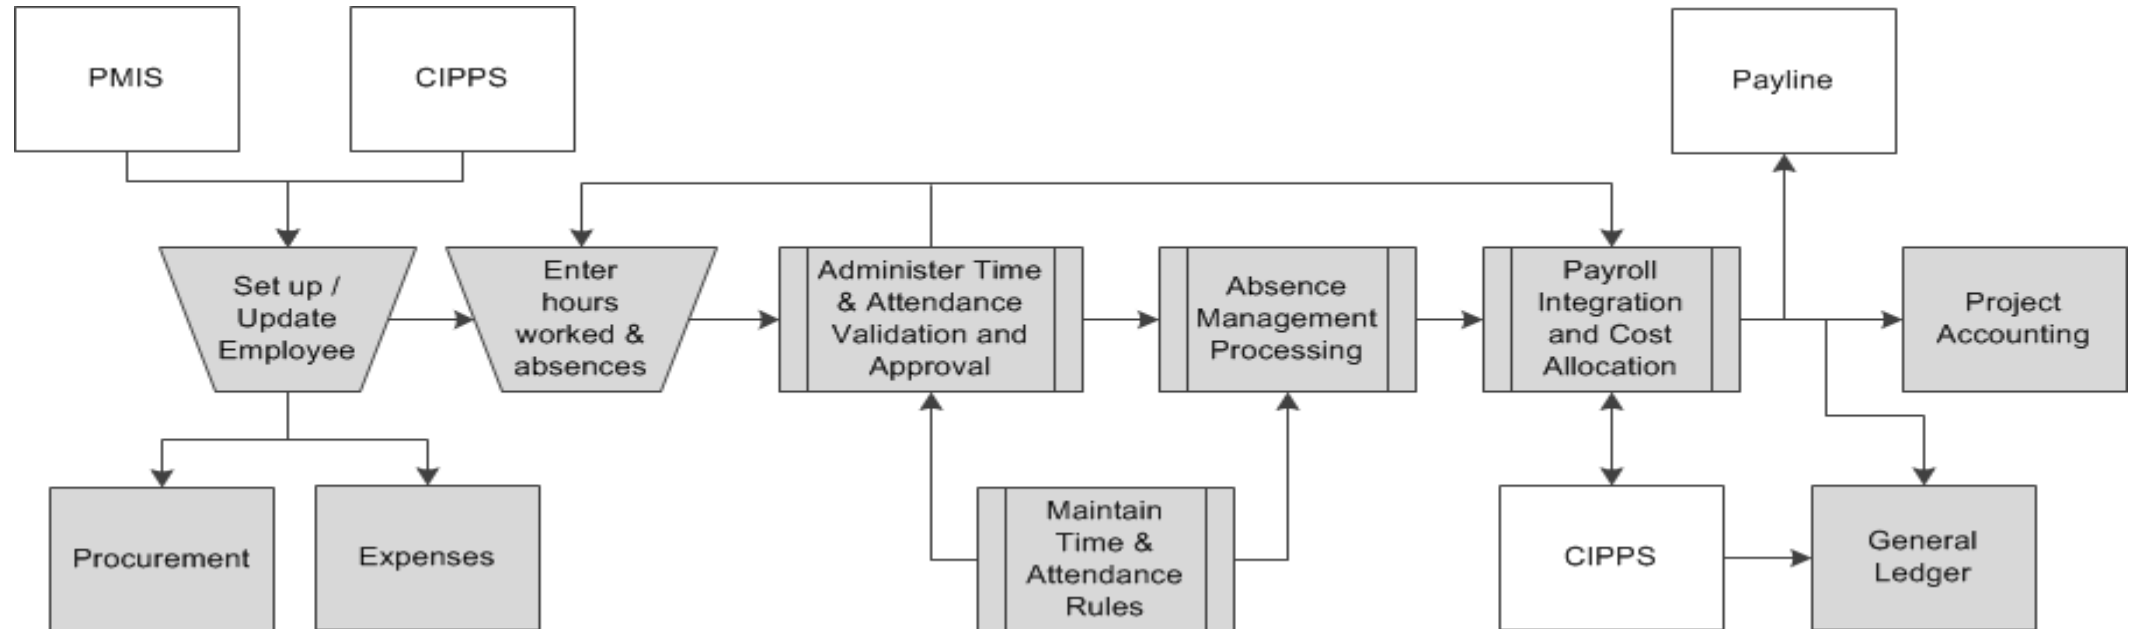 PMIS
CIPPS
Payline
Set up /
Update
Employee
Enter
hours
worked &
absences
Administer Time
& Attendance
Validation and
Approval
Absence
Management
Processing
Payroll
Integration
and Cost
Allocation
Project
Accounting
Procurement
Expenses
Maintain
Time &
Attendance
Rules
CIPPS
General
Ledger